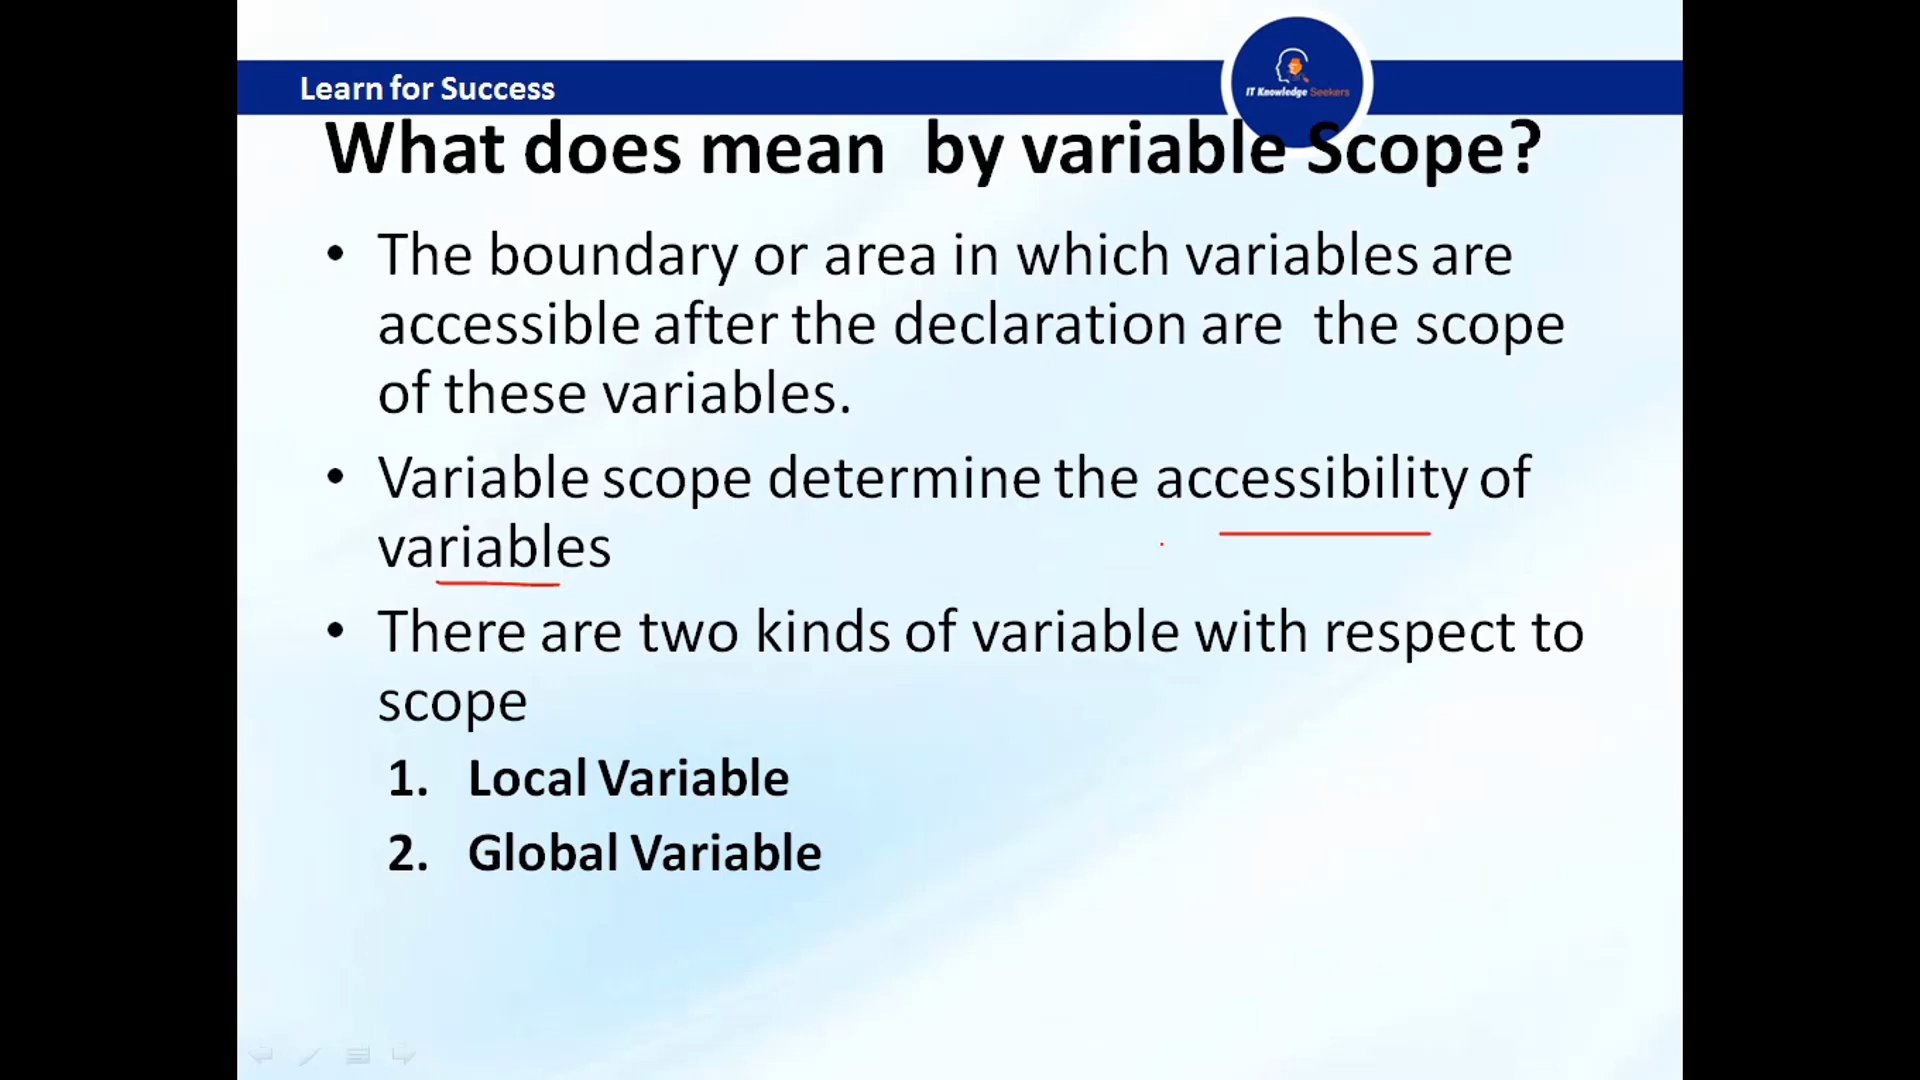 Learn for Success
IT Knowledge Seekers
What does mean  by variable Scope?
• The boundary or area in which variables are
accessible after the declaration are  the scope
of these variables.
• Variable scope determine the accessibility of
variables
• There are two kinds of variable with respect to
scope
1. Local Variable
2. Global Variable